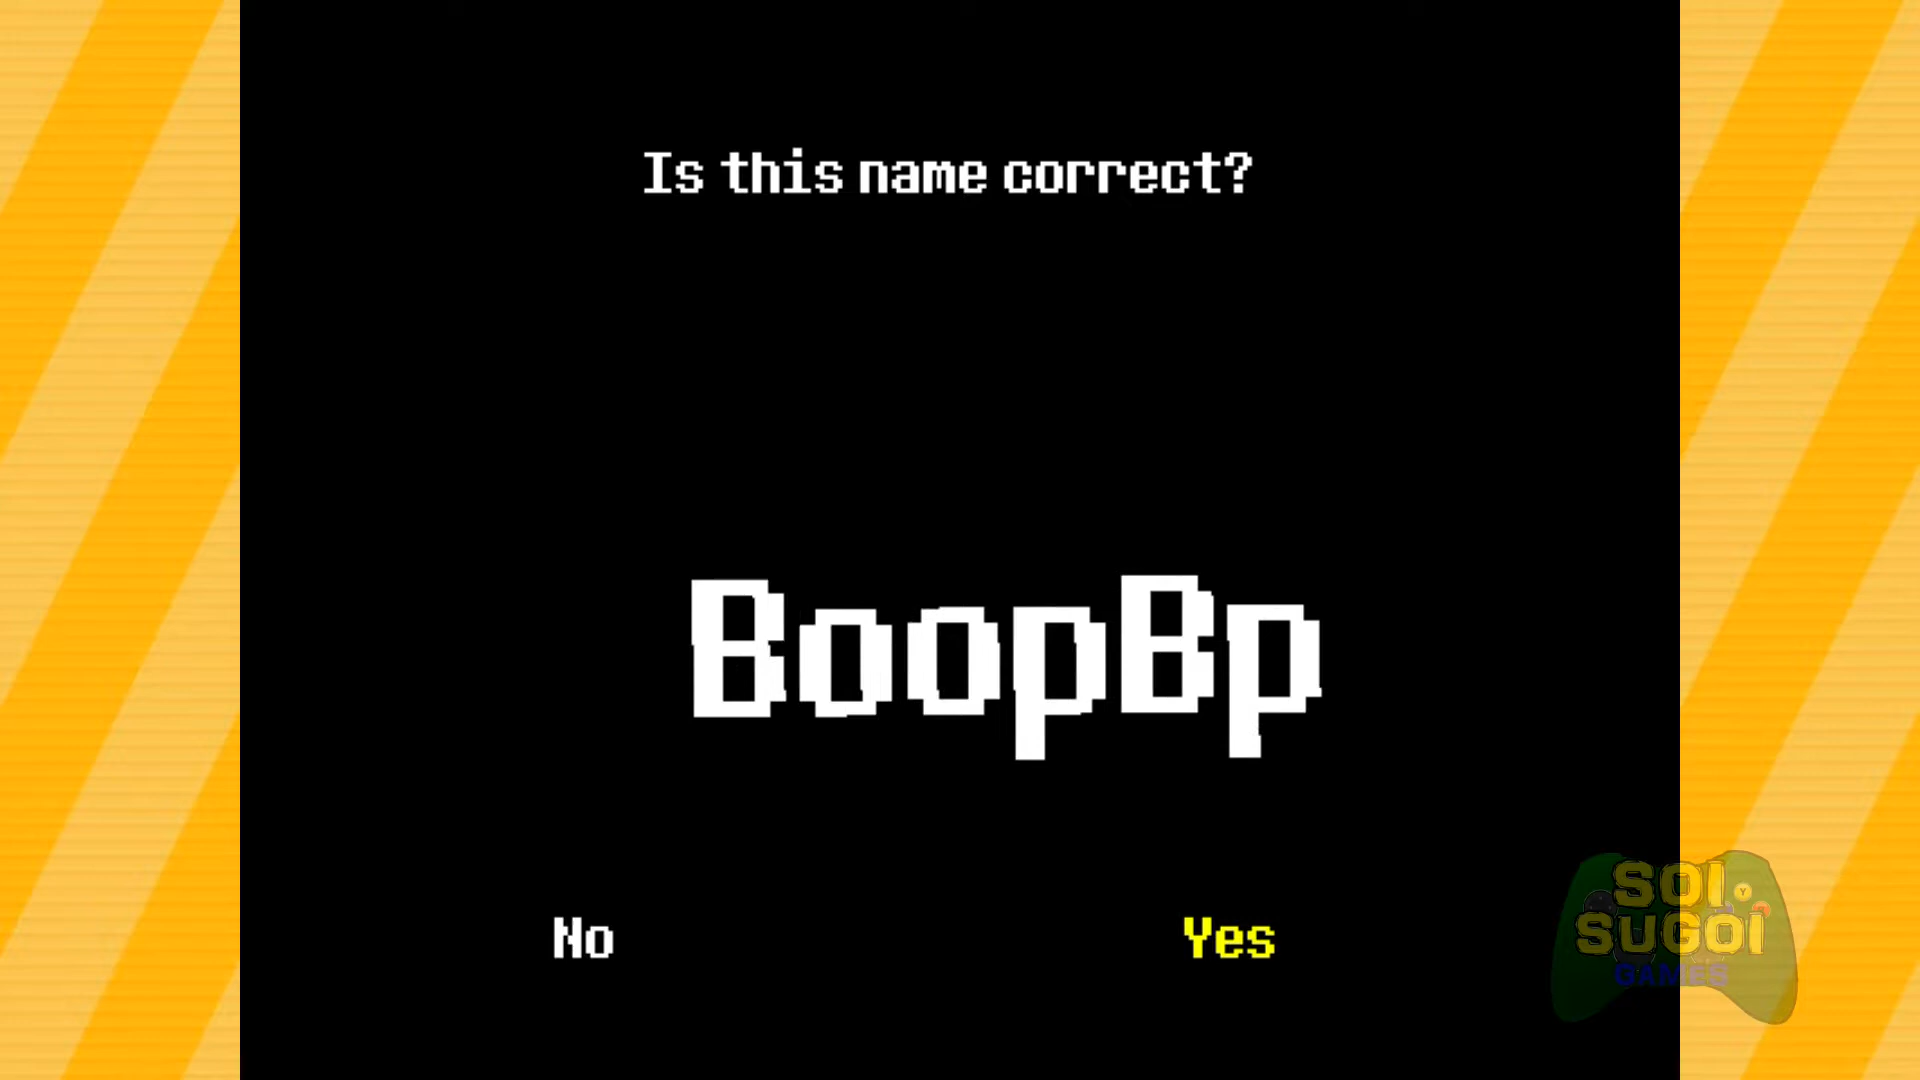 Is this name correct?
BoopBp
No
Yes
SOI
SUGOI
GAMES
Y